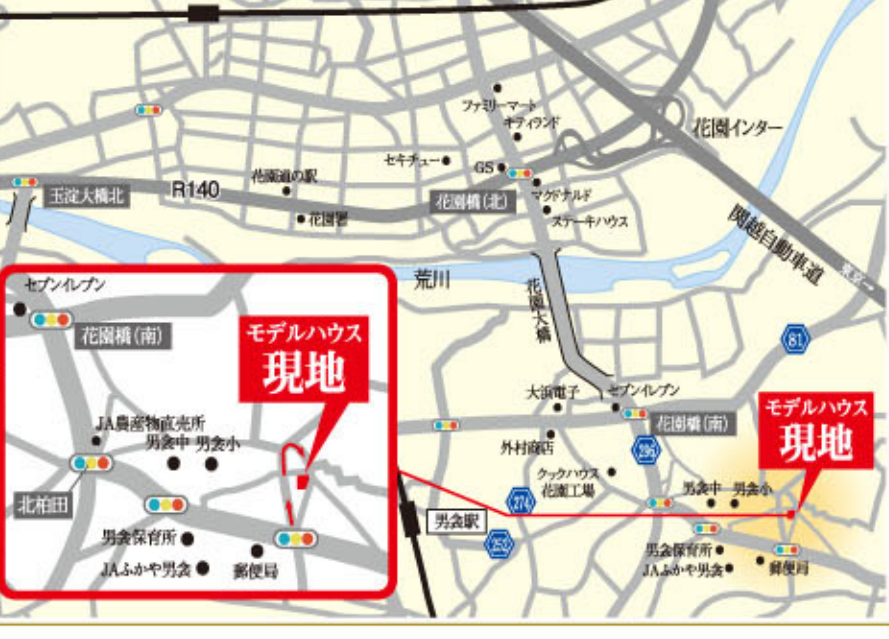 ファミリーマート
キティランド
花園インター
セキチュー
GS
花園道の駅
R140
玉淀大橋北
花園橋(北)
マクドナルド
ステーキハウス
花園署
関越自動車道
東京→
荒川
花園大橋
セブンイレブン
花園橋(南)
モデルハウス
現地
JA農産物直売所
男衾中
男衾小
北柏田
男衾保育所
JAふかや男衾
郵便局
81
大浜電子
セブンイレブン
花園橋(南)
モデルハウス
現地
外村商店
296
クックハウス
花園工場
274
男衾中
男衾小
男衾駅
男衾保育所
JAふかや男衾
郵便局